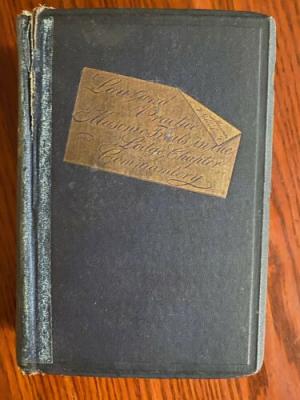 Law and
Practice
Masonic Trials in the
Lodge, Chapter
Commandery